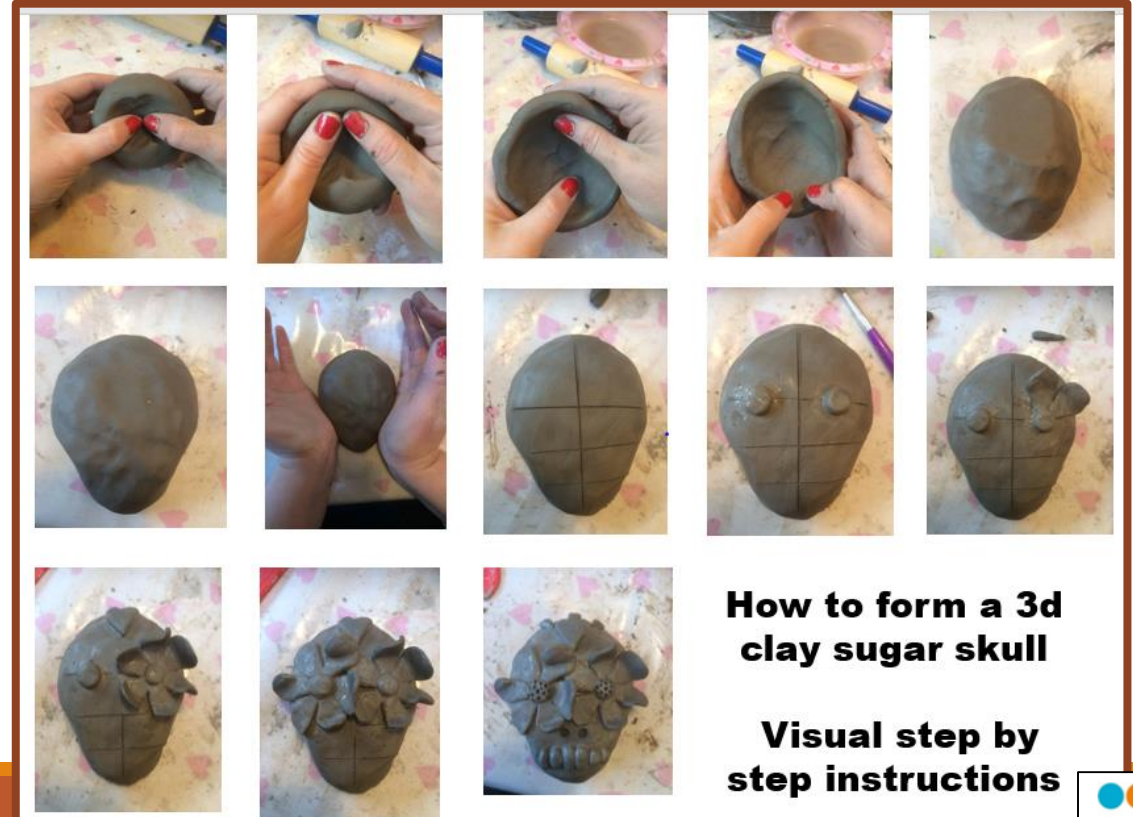 How to form a 3d
clay sugar skull
Visual step by
step instructions